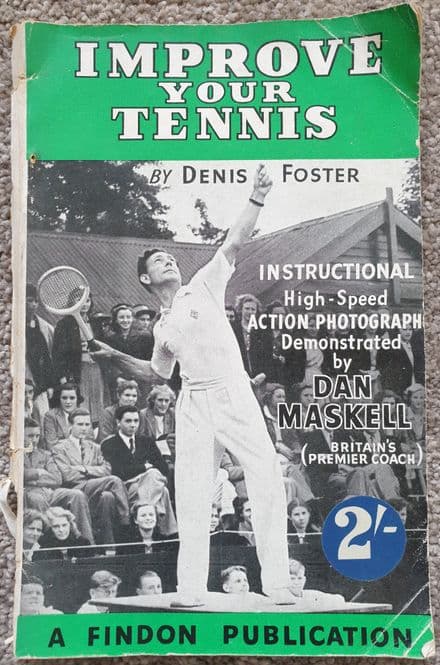 IMPROVE
YOUR
TENNIS
BY DENIS FOSTER
INSTRUCTIONAL
High-Speed
ACTION PHOTOGRAPH
Demonstrated
by
DAN
MASKELL
(BRITAIN'S
PREMIER COACH)
2/-
A FINDON PUBLICATION